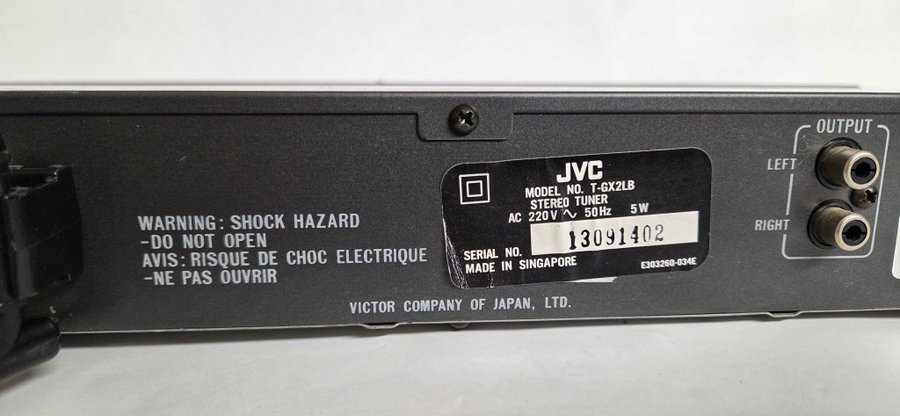 WARNING: SHOCK HAZARD
-DO NOT OPEN
AVIS: RISQUE DE CHOC ELECTRIQUE
-NE PAS OUVRIR
JVC
MODEL NO. T-GX2LB
STEREO TUNER
AC 220V ∿ 50Hz 5W
SERIAL NO. 13091402
MADE IN SINGAPORE E303260-034E
VICTOR COMPANY OF JAPAN, LTD.
OUTPUT
LEFT
RIGHT